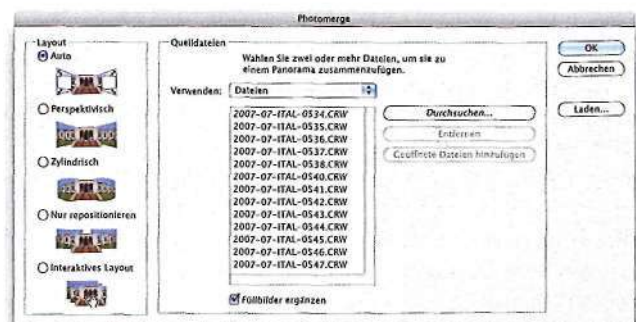 Photomerge
Layout
Auto
Perspektivisch
Zylindrisch
Nur repositionieren
Interaktives Layout
Quelldateien
Wählen Sie zwei oder mehr Dateien, um sie zu
einem Panorama zusammenzufügen.
Verwenden: Dateien
2007-07-ITAL-0534.CRW
2007-07-ITAL-0535.CRW
2007-07-ITAL-0536.CRW
2007-07-ITAL-0537.CRW
2007-07-ITAL-0538.CRW
2007-07-ITAL-0540.CRW
2007-07-ITAL-0541.CRW
2007-07-ITAL-0542.CRW
2007-07-ITAL-0543.CRW
2007-07-ITAL-0544.CRW
2007-07-ITAL-0545.CRW
2007-07-ITAL-0546.CRW
2007-07-ITAL-0547.CRW
Füllbilder ergänzen
Durchsuchen...
Entfernen
Geöffnete Dateien hinzufügen
OK
Abbrechen
Laden...